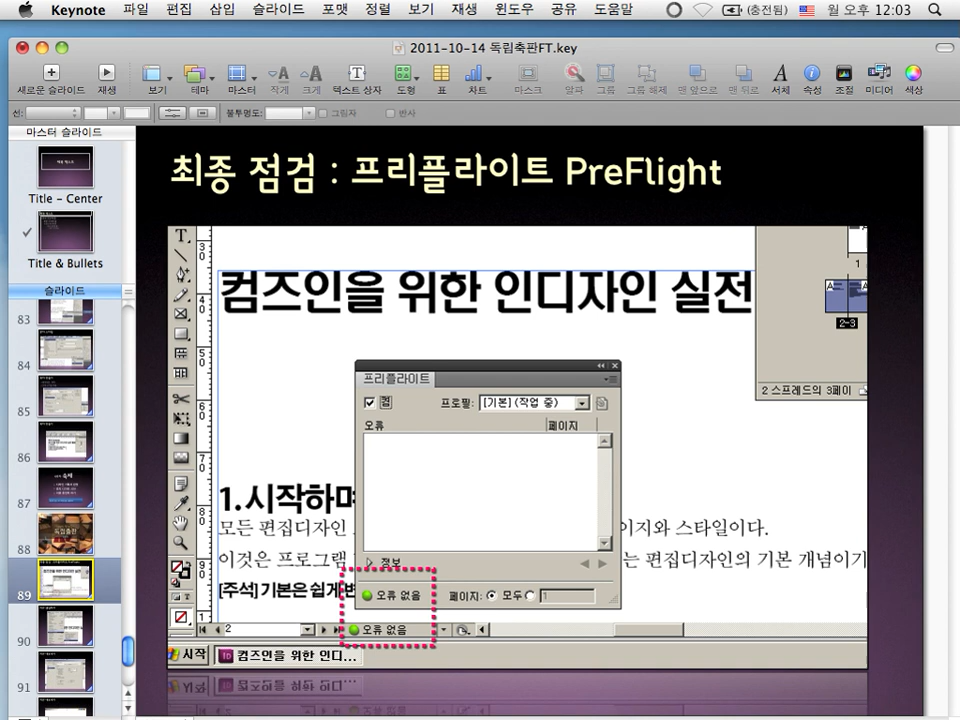 Keynote 파일 편집 삽입 슬라이드 포맷 정렬 보기 재생 윈도우 공유 도움말 (충전됨) 월 오후 12:03
2011-10-14 독립출판FT.key
새로운 슬라이드 재생 보기 테마 마스터 작게 크게 텍스트 상자 도형 표 차트 마스크 알파 그룹 그룹 해제 맨 앞으로 맨 뒤로 서체 속성 조절 미디어 색상
선: 불투명도: 그림자 반사
마스터 슬라이드
Title – Center
Title & Bullets
슬라이드
83
84
85
86
87
88
89
90
91
최종 점검 : 프리플라이트 PreFlight
컴즈인을 위한 인디자인 실전
1
2-3
2 스프레드의 3페이
프리플라이트
켬 프로필: [기본] (작업 중)
오류 페이지
정보
오류 없음 페이지: 모두 1
1.시작하며
모든 편집디자인 이지와 스타일이다.
이것은 프로그램 는 편집디자인의 기본 개념이기
[주석] 기본은 쉽게 변
2 오류 없음
시작 컴즈인을 위한 인디...